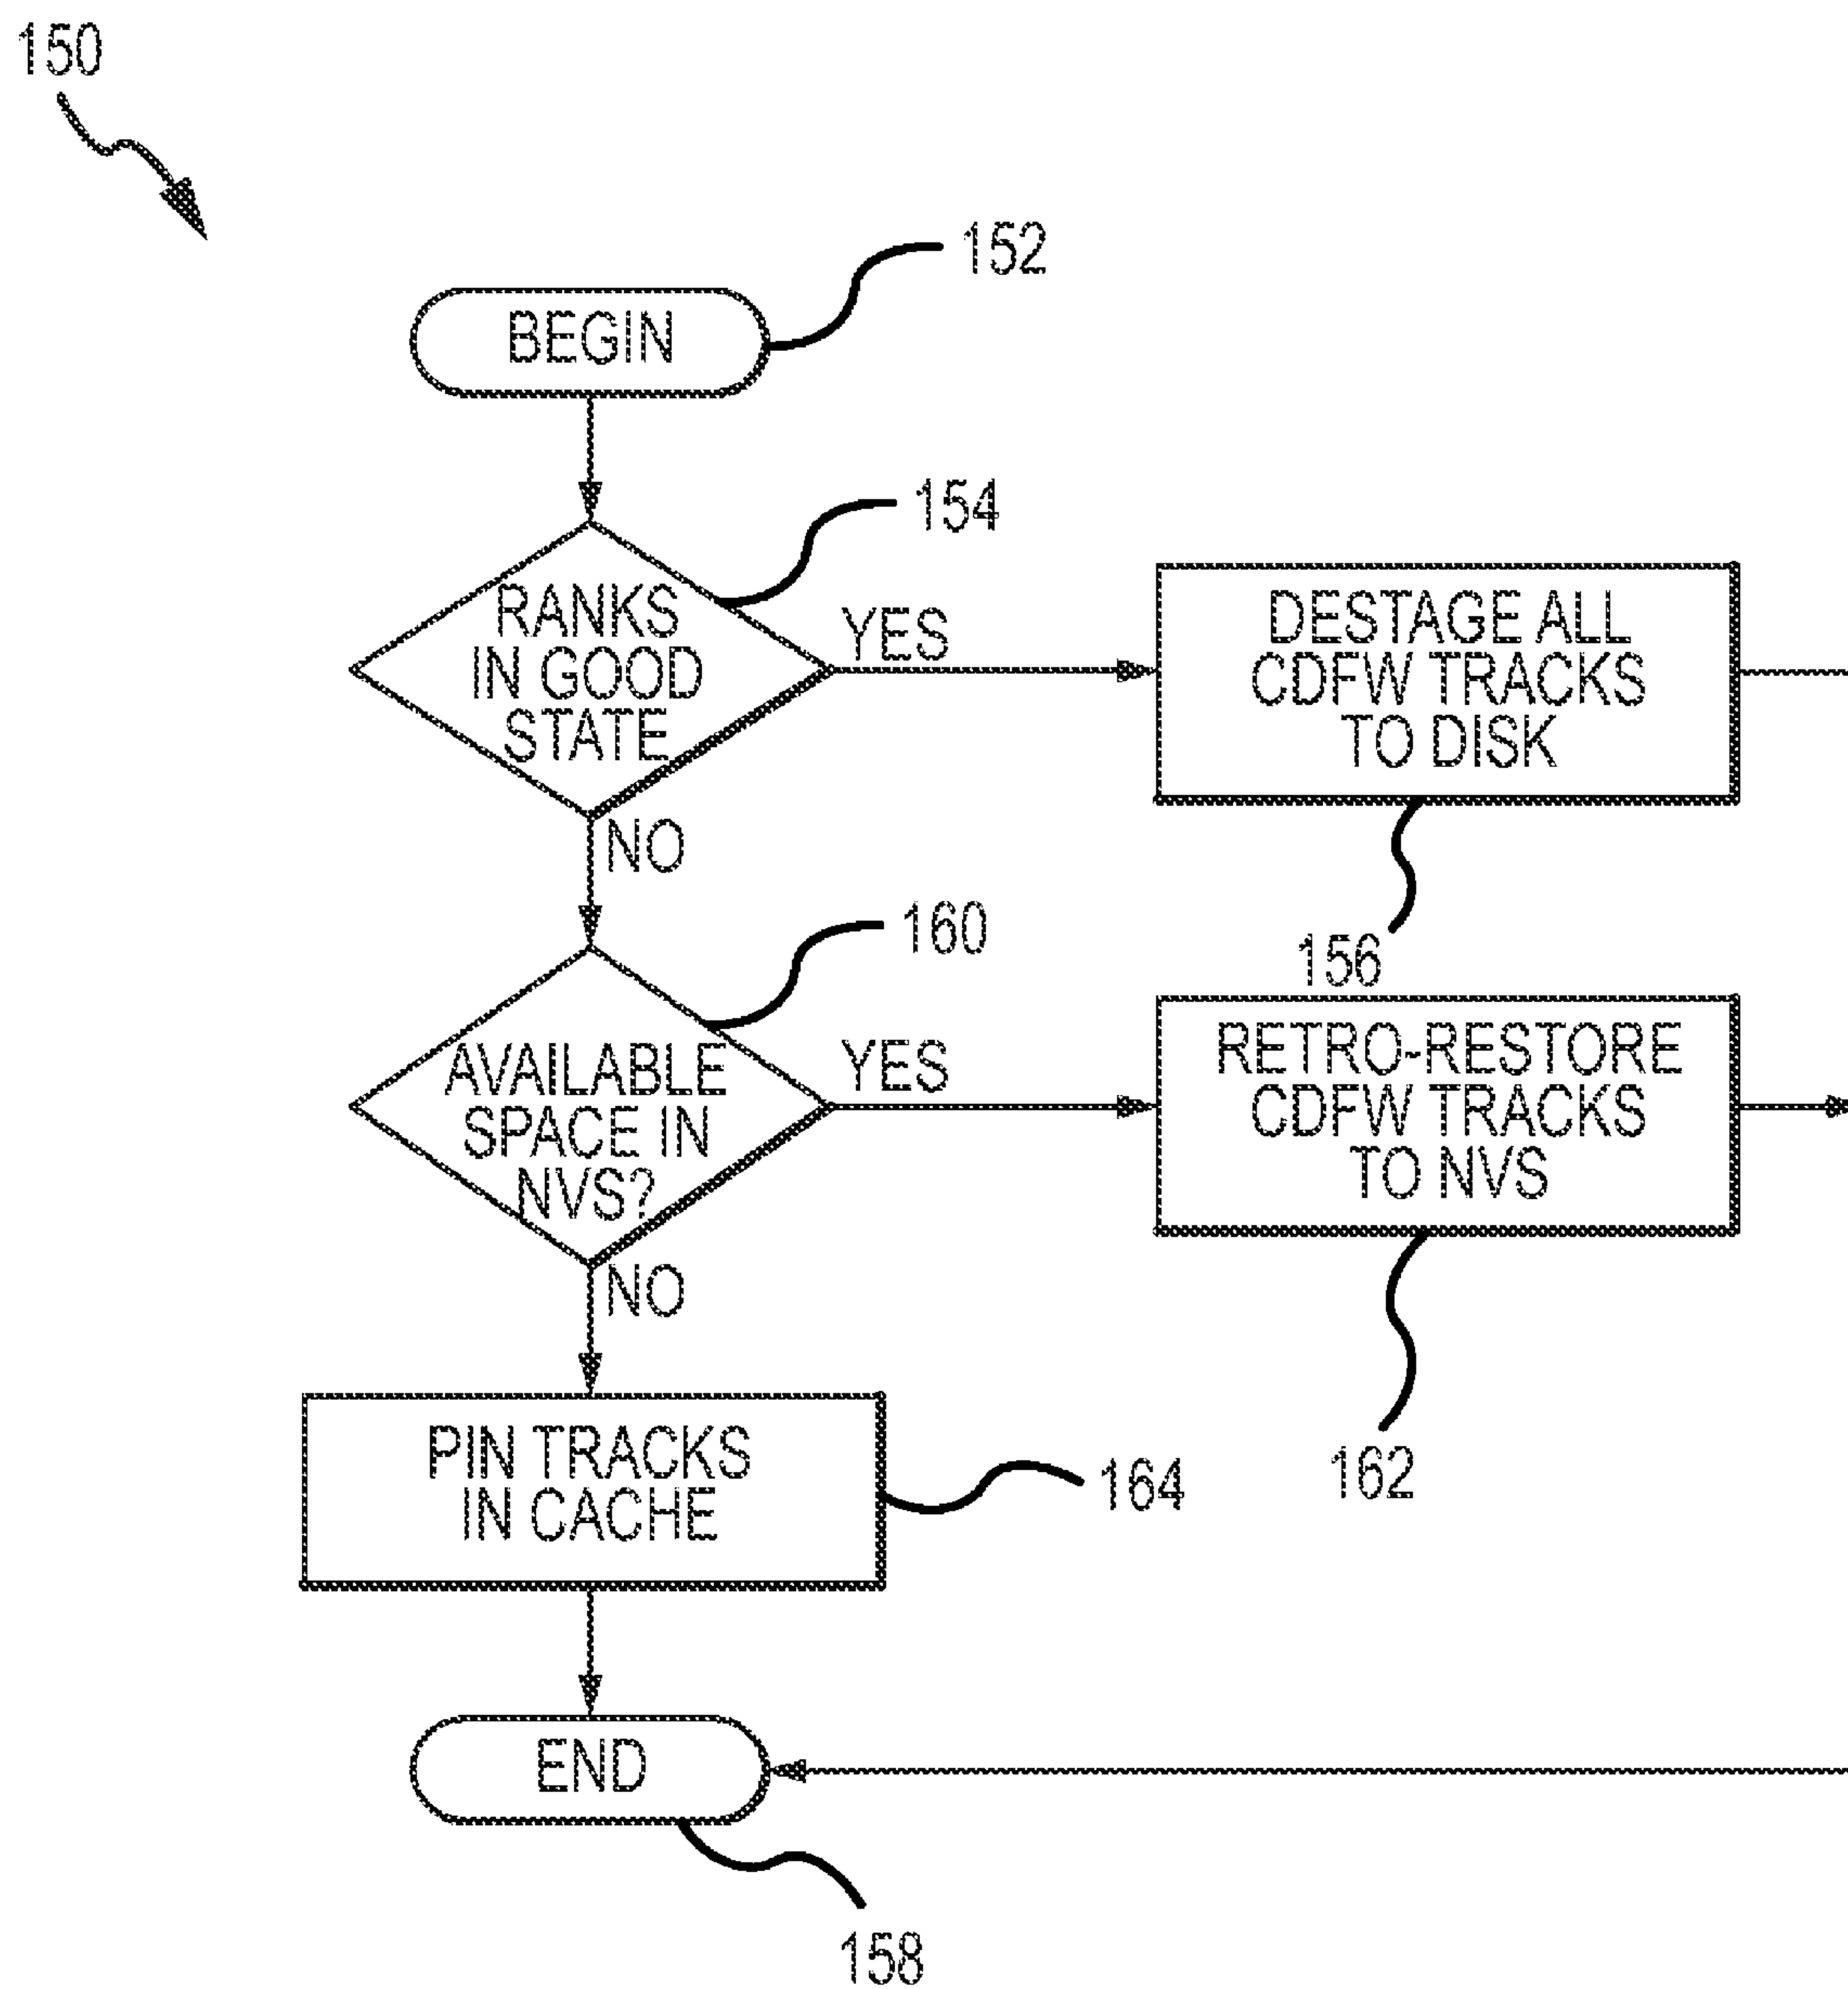 150
152
BEGIN
154
RANKS
IN GOOD
STATE
YES
DESTAGE ALL
CDFW TRACKS
TO DISK
NO
156
160
AVAILABLE
SPACE IN
NVS?
YES
RETRO-RESTORE
CDFW TRACKS
TO NVS
NO
162
PIN TRACKS
IN CACHE
164
END
158